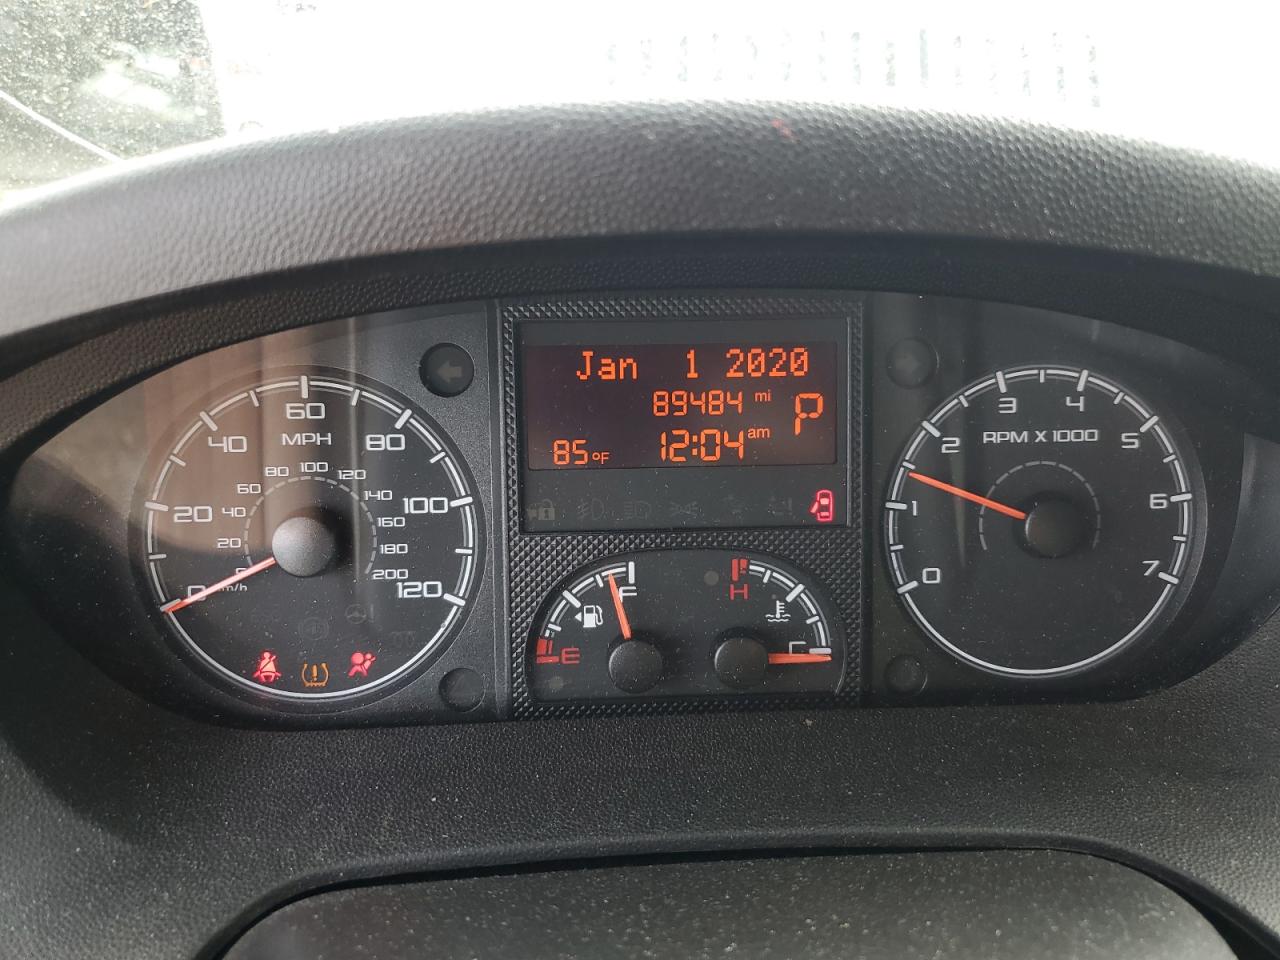 Jan 1 2020
89484 mi
P
85°F 12:04 am
MPH
0 20 40 60 80 100 120
20 40 60 80 100 120 140 160 180 200
km/h
RPM X 1000
0 1 2 3 4 5 6 7
E F
H C